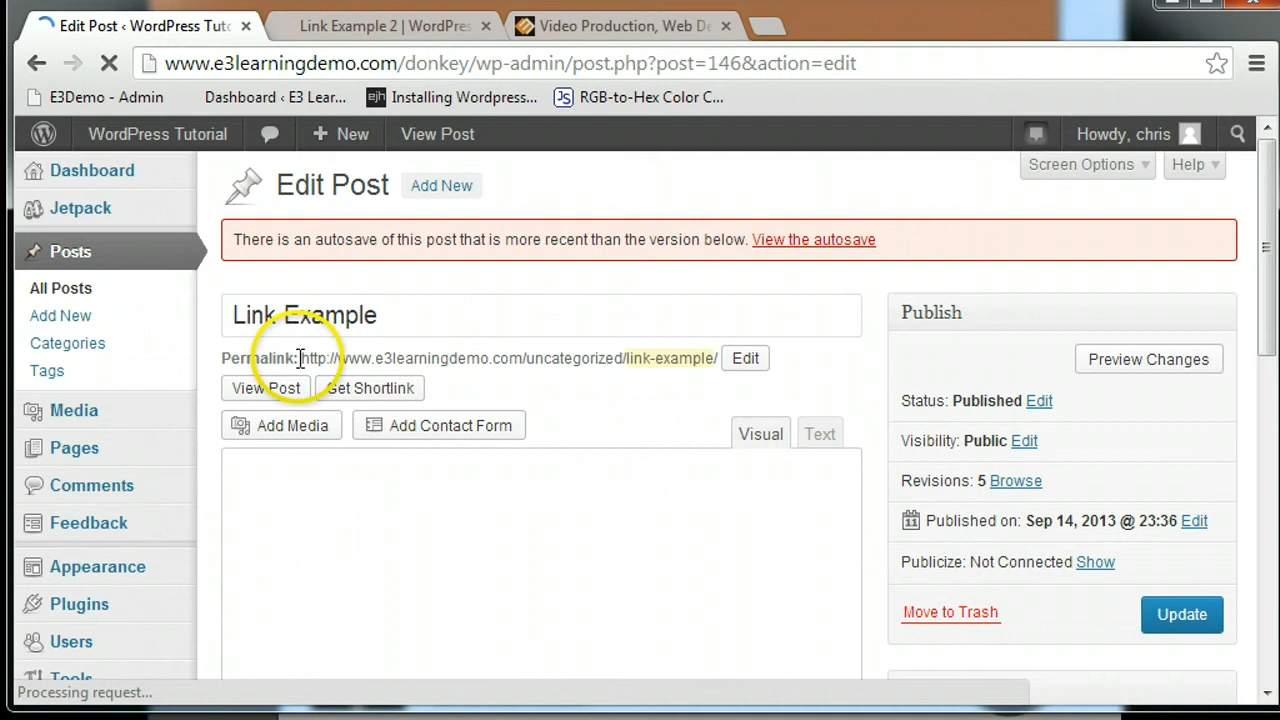 Edit Post ‹ WordPress Tuto
Link Example 2 | WordPres
Video Production, Web De
www.e3learningdemo.com/donkey/wp-admin/post.php?post=146&action=edit
E3Demo - Admin
Dashboard ‹ E3 Lear...
ejh
Installing Wordpress...
JS
RGB-to-Hex Color C...
WordPress Tutorial
New
View Post
Howdy, chris
Dashboard
Jetpack
Posts
All Posts
Add New
Categories
Tags
Media
Pages
Comments
Feedback
Appearance
Plugins
Users
Tools
Screen Options
Help
Edit Post
Add New
There is an autosave of this post that is more recent than the version below. View the autosave
Link Example
Permalink: http://www.e3learningdemo.com/uncategorized/link-example/ Edit
View Post
Get Shortlink
Add Media
Add Contact Form
Visual
Text
Publish
Preview Changes
Status: Published Edit
Visibility: Public Edit
Revisions: 5 Browse
11
Published on: Sep 14, 2013 @ 23:36 Edit
Publicize: Not Connected Show
Move to Trash
Update
Processing request...